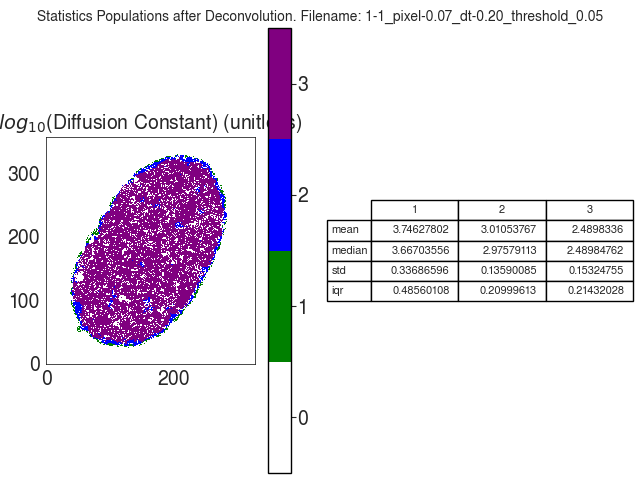 Statistics Populations after Deconvolution. Filename: 1-1_pixel-0.07_dt-0.20_threshold_0.05
log10(Diffusion Constant) (unitless)
300
200
100
0
0 200
3
2
1
0
1 2 3
mean 3.74627802 3.01053767 2.4898336
median 3.66703556 2.97579113 2.48984762
std 0.33686596 0.13590085 0.15324755
iqr 0.48560108 0.20999613 0.21432028